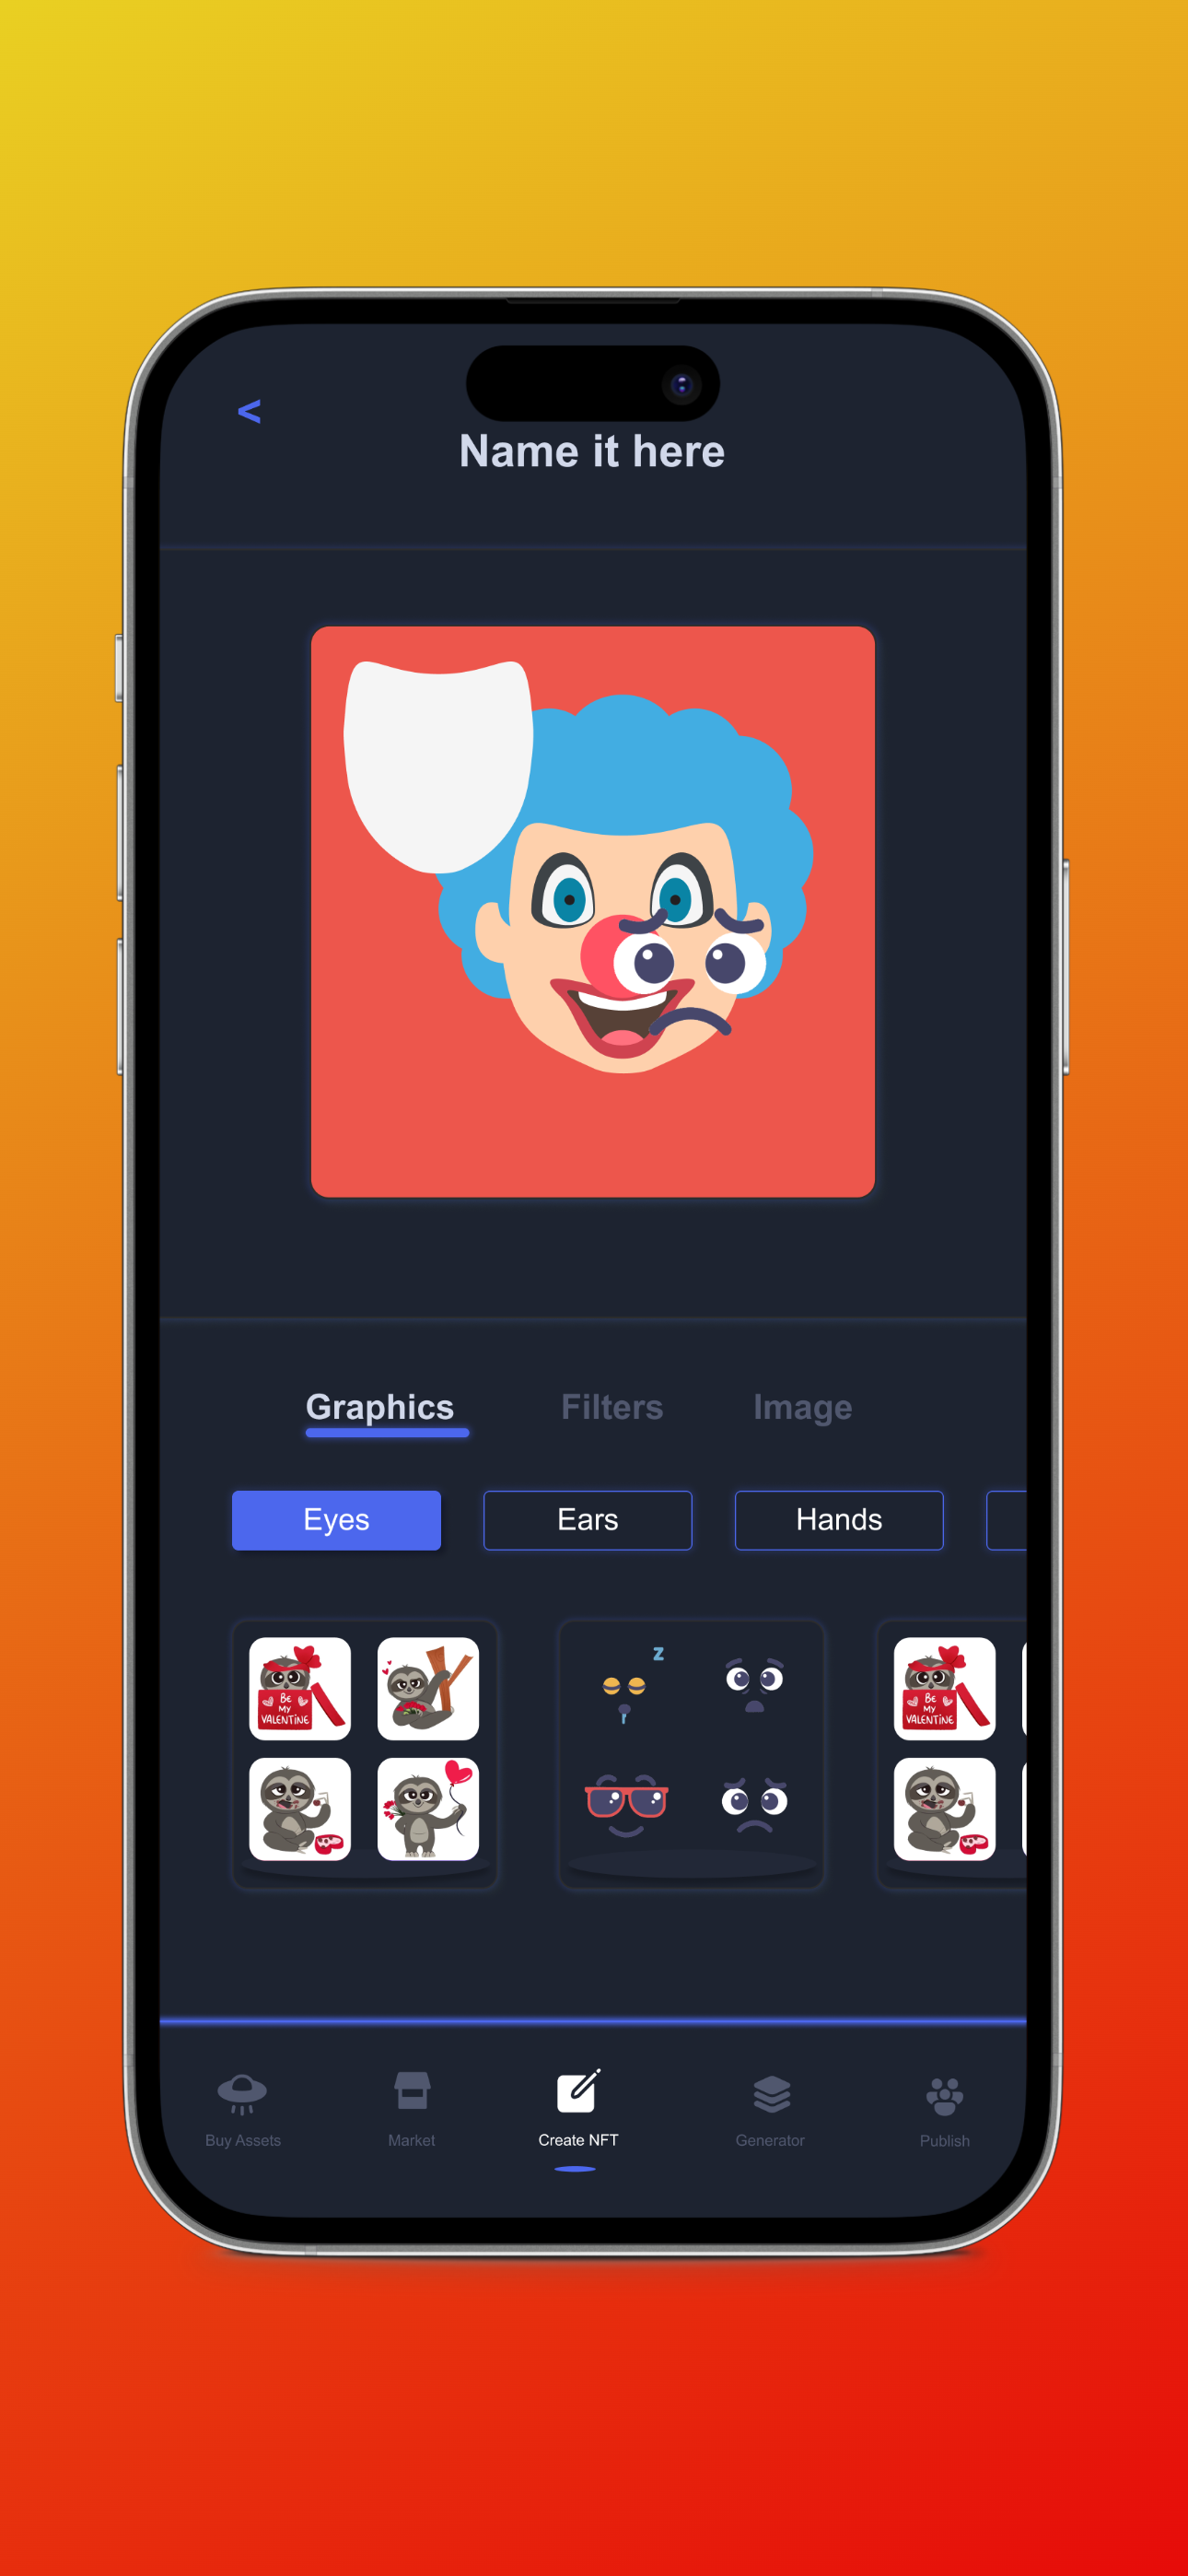 <
Name it here
Graphics Filters Image
Eyes Ears Hands
BE
MY
VALENTINE
z
BE
MY
VALENTINE
Buy Assets Market Create NFT Generator Publish